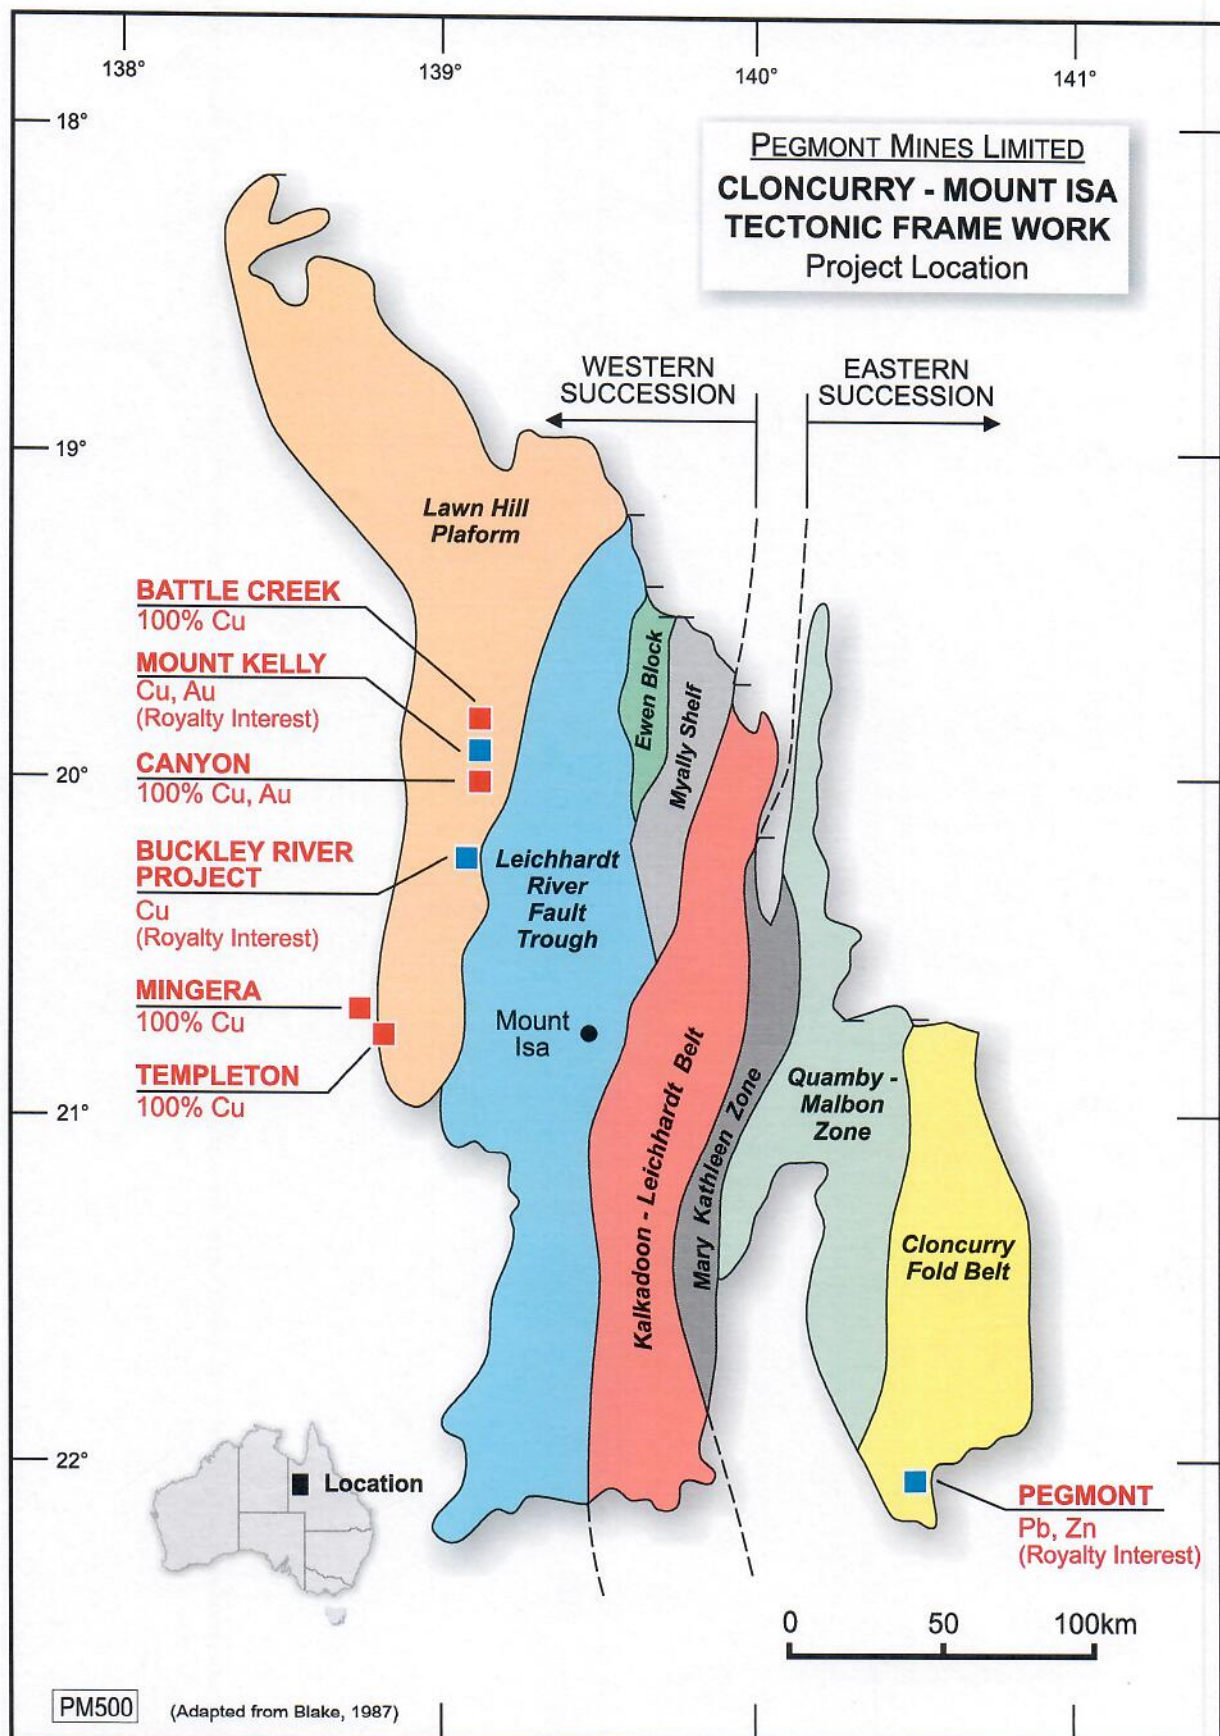 138°
139°
140°
141°
18°
PEGMONT MINES LIMITED
CLONCURRY - MOUNT ISA
TECTONIC FRAME WORK
Project Location
WESTERN
SUCCESSION
EASTERN
SUCCESSION
19°
Lawn Hill
Plaform
BATTLE CREEK
100% Cu
MOUNT KELLY
Cu, Au
(Royalty Interest)
CANYON
100% Cu, Au
20°
Ewen Block
Myally Shelf
BUCKLEY RIVER
PROJECT
Cu
(Royalty Interest)
Leichhardt
River
Fault
Trough
MINGERA
100% Cu
Mount
Isa
TEMPLETON
100% Cu
21°
Kalkadoon - Leichhardt Belt
Mary Kathleen Zone
Quamby -
Malbon
Zone
Cloncurry
Fold Belt
22°
Location
PEGMONT
Pb, Zn
(Royalty Interest)
0 50 100km
PM500 (Adapted from Blake, 1987)